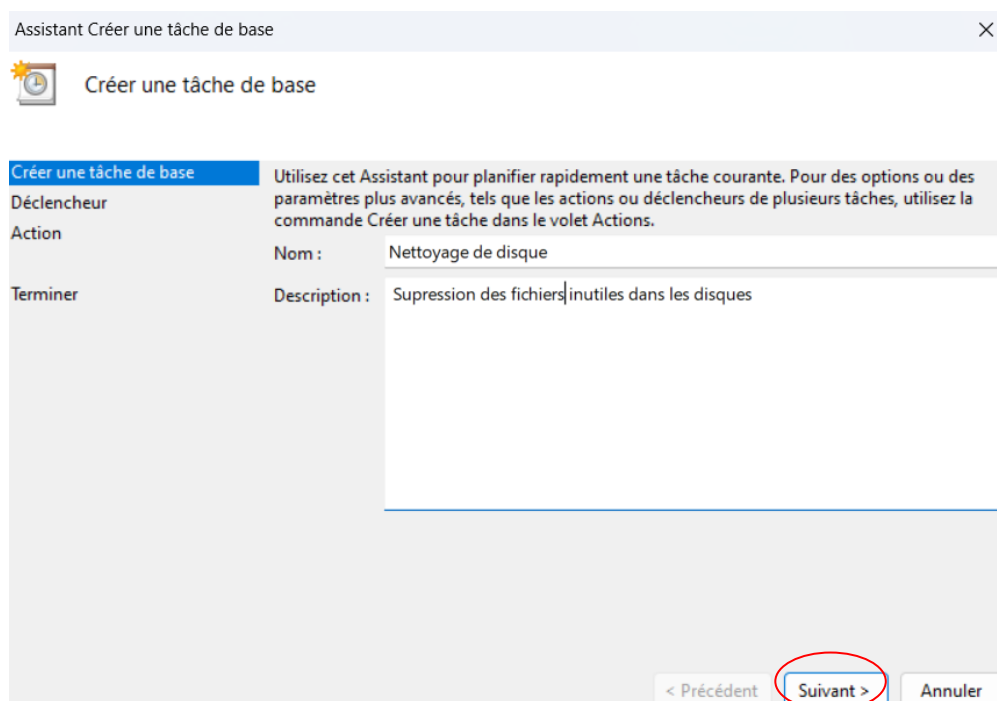 Assistant Créer une tâche de base
Créer une tâche de base
Créer une tâche de base
Déclencheur
Action
Terminer
Utilisez cet Assistant pour planifier rapidement une tâche courante. Pour des options ou des
paramètres plus avancés, tels que les actions ou déclencheurs de plusieurs tâches, utilisez la
commande Créer une tâche dans le volet Actions.
Nom : Nettoyage de disque
Description : Supression des fichiers inutiles dans les disques
< Précédent Suivant > Annuler